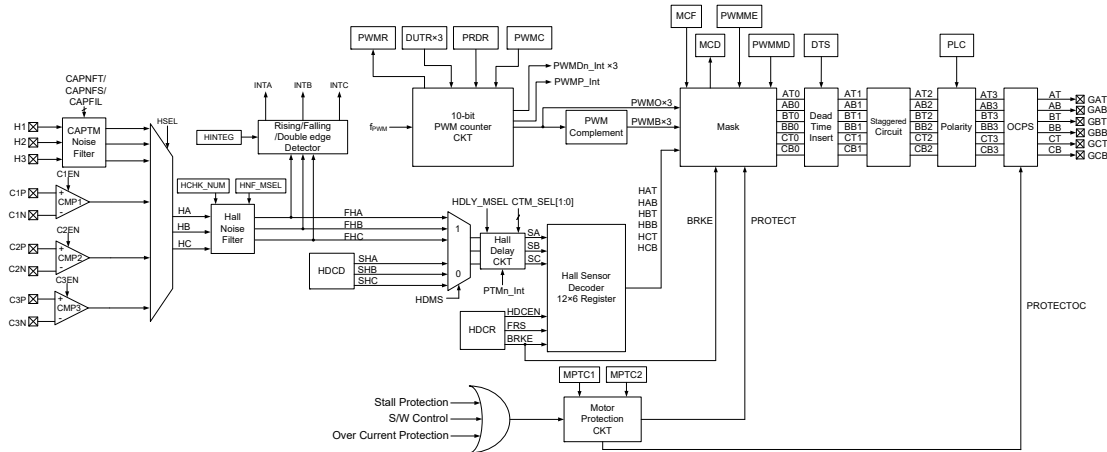 CAPNFT/
CAPNFS/
CAPFIL
H1
H2
H3
CAPTM
Noise
Filter
HSEL
C1EN
C1P
C1N
+
-
CMP1
C2EN
C2P
C2N
+
-
CMP2
C3EN
C3P
C3N
+
-
CMP3
HA
HB
HC
HCHK_NUM
HNF_MSEL
Hall
Noise
Filter
INTA
INTB
INTC
HINTEG
Rising/Falling
/Double edge
Detector
FHA
FHB
FHC
HDCD
SHA
SHB
SHC
1
0
HDMS
HDLY_MSEL
CTM_SEL[1:0]
Hall
Delay
CKT
PTMn_Int
SA
SB
SC
Hall Sensor
Decoder
12×6 Register
HDCR
HDCEN
FRS
BRKE
PWMR
DUTR×3
PRDR
PWMC
fPWM
10-bit
PWM counter
CKT
PWMDn_Int ×3
PWMP_Int
PWMO×3
PWM
Complement
PWMB×3
HAT
HAB
HBT
HBB
HCT
HCB
BRKE
PROTECT
MCF
MCD
PWMME
PWMMD
Mask
AT0
AB0
BT0
BB0
CT0
CB0
DTS
Dead
Time
Insert
AT1
AB1
BT1
BB1
CT1
CB1
Staggered
Circuit
AT2
AB2
BT2
BB2
CT2
CB2
PLC
Polarity
AT3
AB3
BT3
BB3
CT3
CB3
OCPS
AT
AB
BT
BB
CT
CB
GAT
GAB
GBT
GBB
GCT
GCB
PROTECTOC
Stall Protection
S/W Control
Over Current Protection
MPTC1
MPTC2
Motor
Protection
CKT